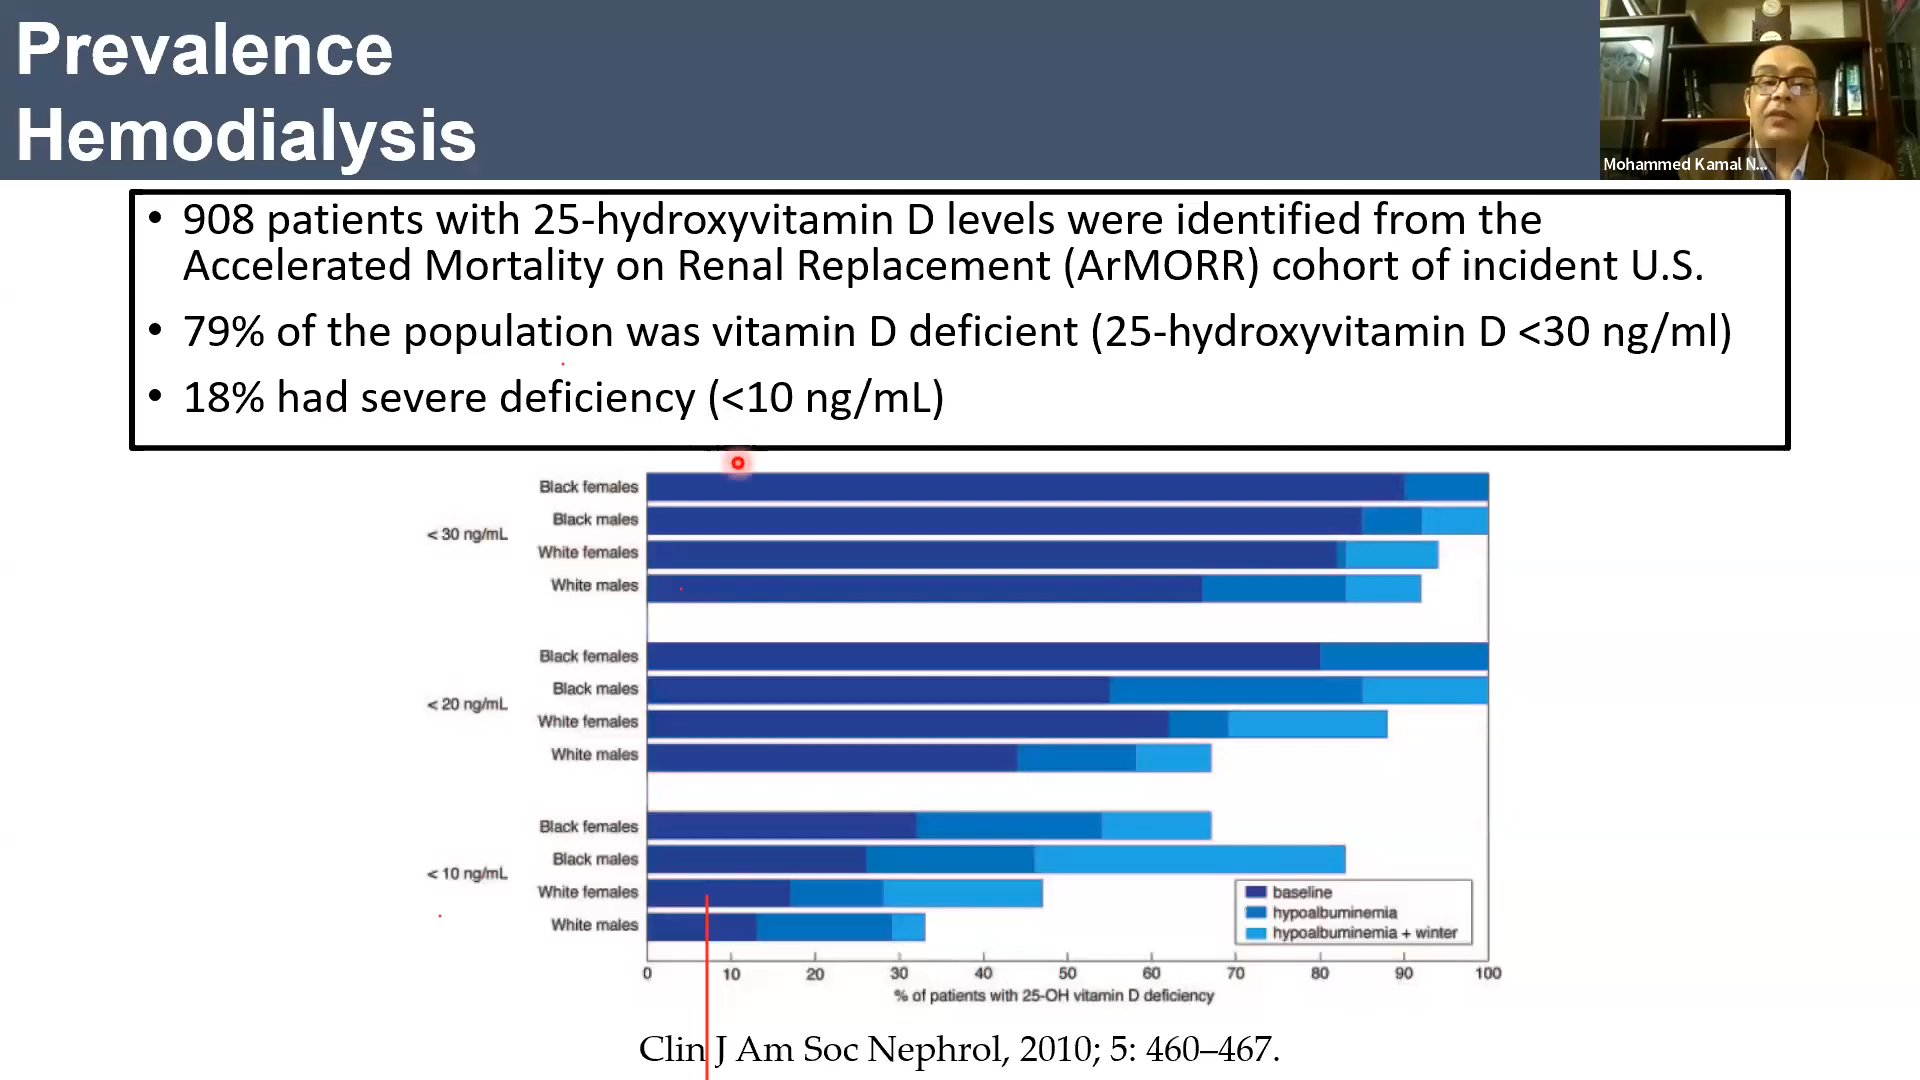 Prevalence
Hemodialysis
Mohammed Kamal N...
• 908 patients with 25-hydroxyvitamin D levels were identified from the
Accelerated Mortality on Renal Replacement (ArMORR) cohort of incident U.S.
• 79% of the population was vitamin D deficient (25-hydroxyvitamin D <30 ng/ml)
• 18% had severe deficiency (<10 ng/mL)
< 30 ng/mL
Black females
Black males
White females
White males
< 20 ng/mL
Black females
Black males
White females
White males
< 10 ng/mL
Black females
Black males
White females
White males
baseline
hypoalbuminemia
hypoalbuminemia + winter
0 10 20 30 40 50 60 70 80 90 100
% of patients with 25-OH vitamin D deficiency
Clin J Am Soc Nephrol, 2010; 5: 460–467.